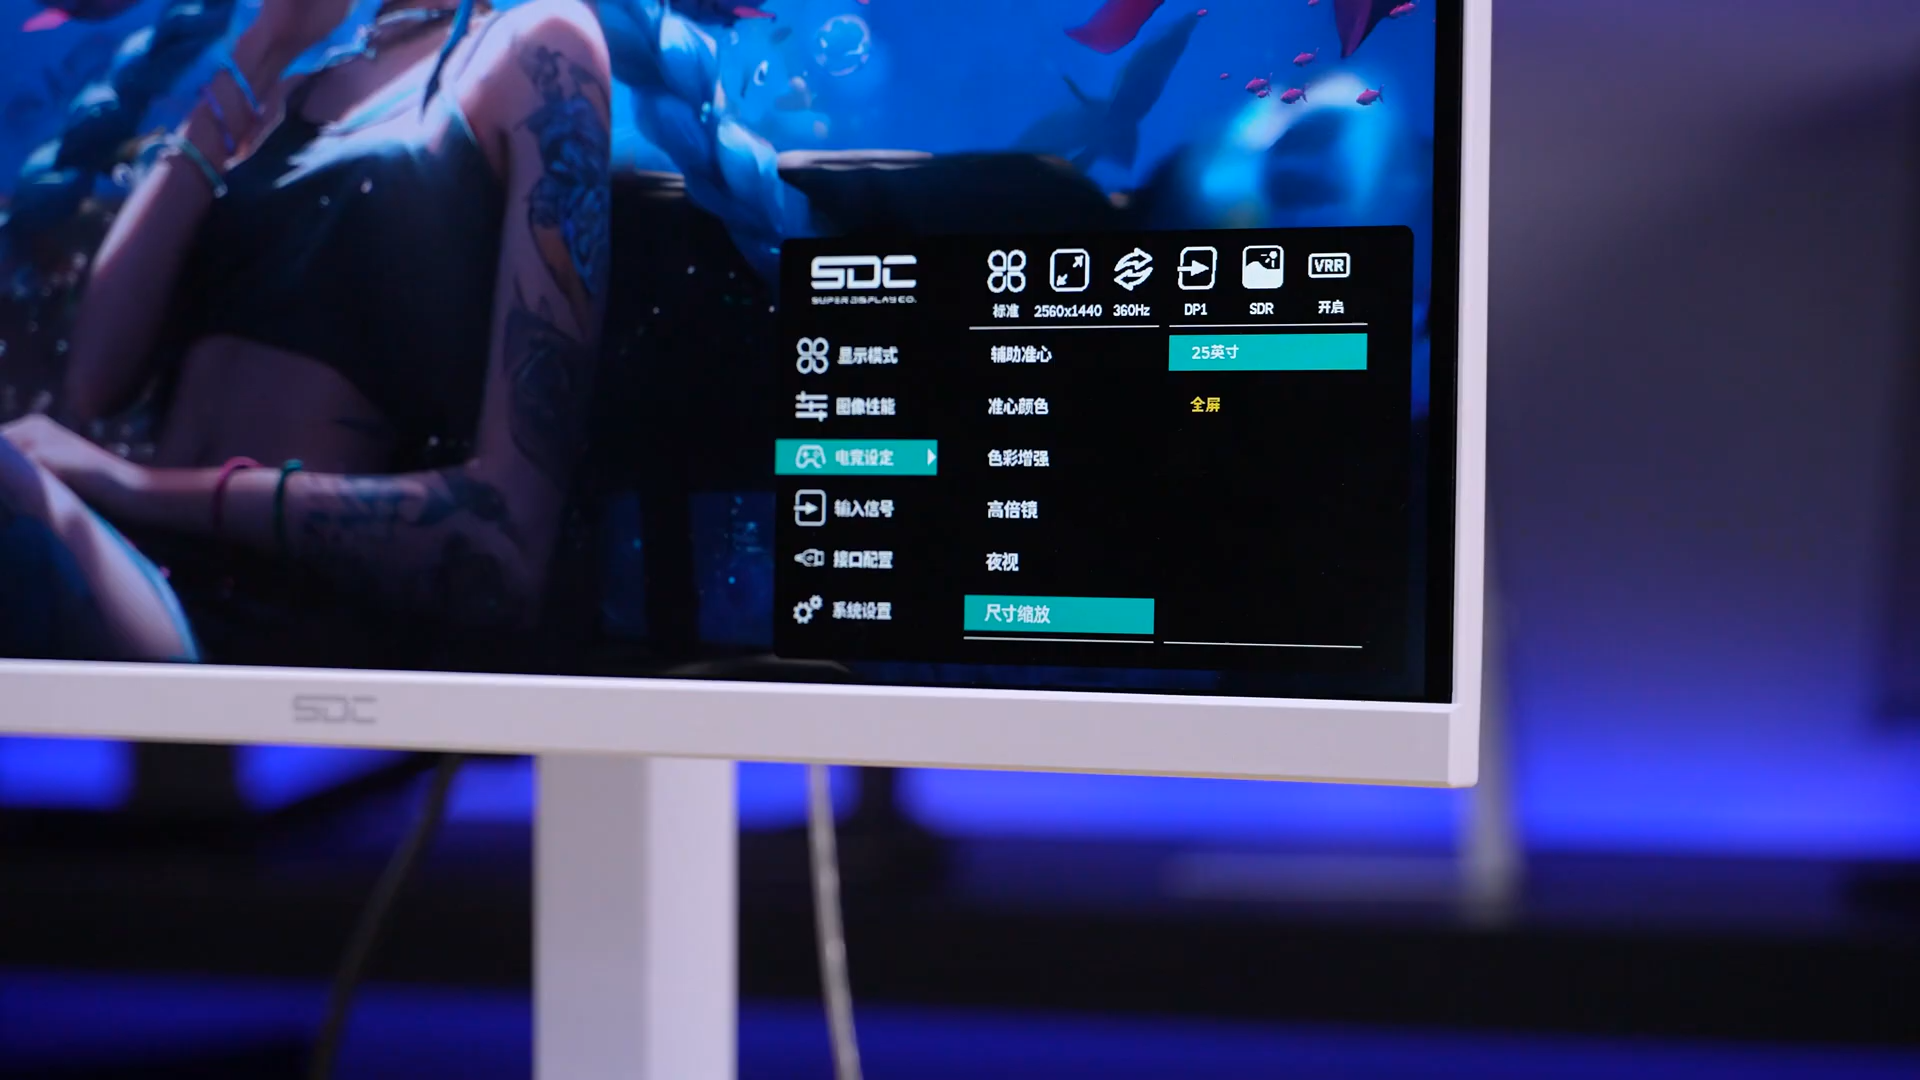 SDC
SUPER DISPLAY CO.
标准 2560x1440 360Hz DP1 SDR VRR 开启
显示模式
图像性能
电竞设定
输入信号
接口配置
系统设置
辅助准心
准心颜色
色彩增强
高倍镜
夜视
尺寸缩放
25英寸
全屏
SDC